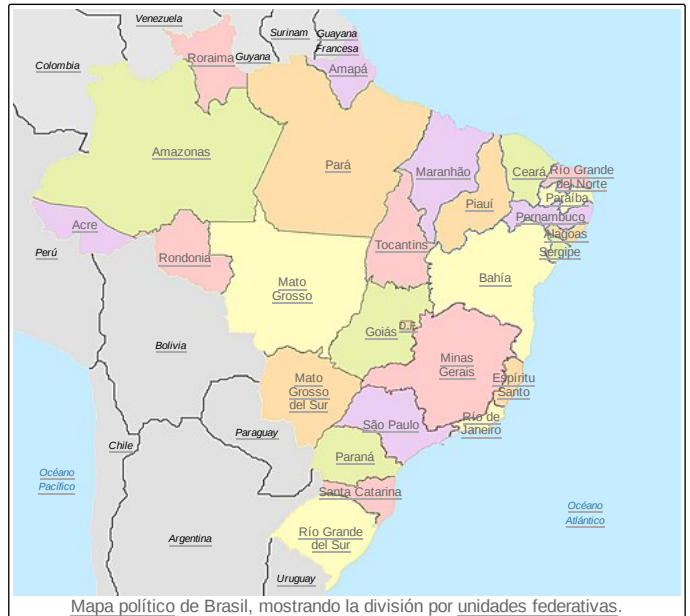 Venezuela
Surinam
Guayana
Francesa
Colombia
Roraima
Guyana
Amapá
Amazonas
Pará
Maranhão
Ceará
Río Grande
del Norte
Paraíba
Piauí
Pernambuco
Alagoas
Sergipe
Acre
Perú
Rondonia
Tocantins
Bahía
Mato
Grosso
Goiás
D.F.
Bolivia
Minas
Gerais
Mato
Grosso
del Sur
Espíritu
Santo
São Paulo
Río de
Janeiro
Paraguay
Chile
Paraná
Océano
Pacífico
Santa Catarina
Océano
Atlántico
Argentina
Río Grande
del Sur
Uruguay
Mapa político de Brasil, mostrando la división por unidades federativas.